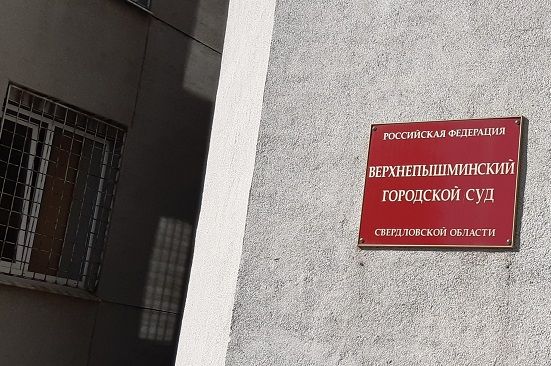 РОССИЙСКАЯ ФЕДЕРАЦИЯ
ВЕРХНЕПЫШМИНСКИЙ
ГОРОДСКОЙ СУД
СВЕРДЛОВСКОЙ ОБЛАСТИ